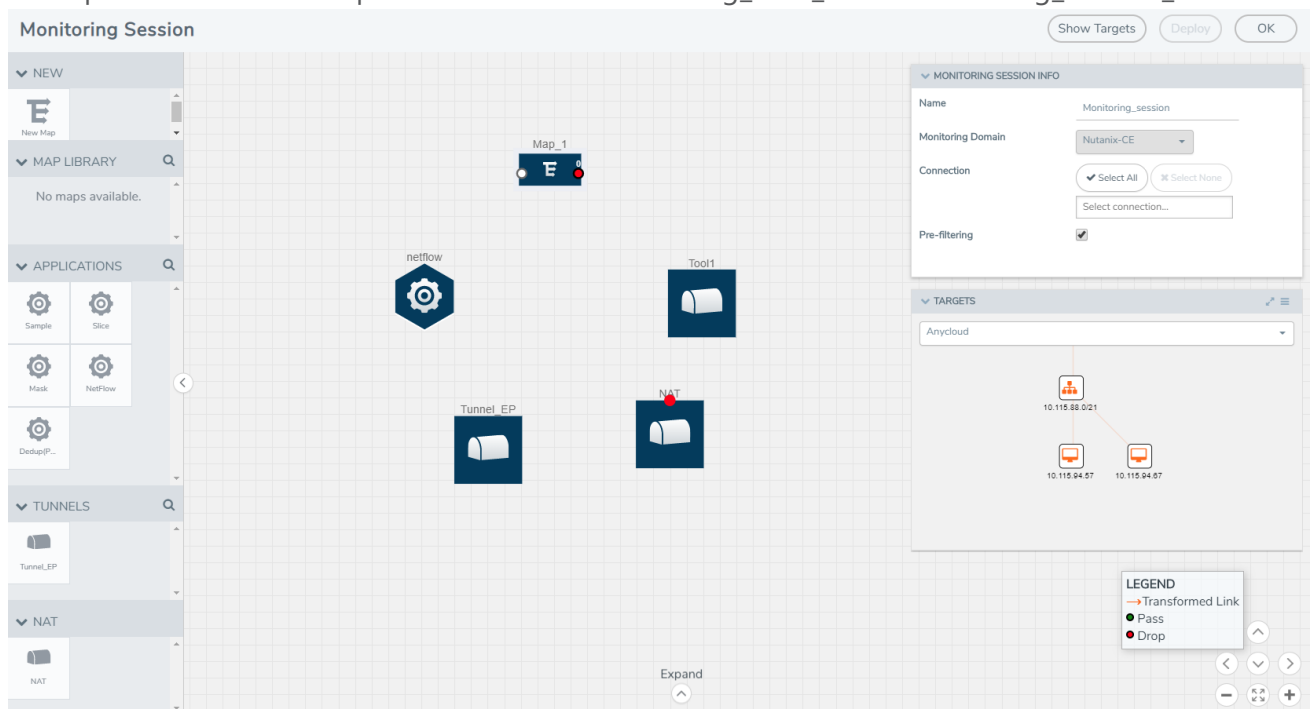 Monitoring Session
Show Targets
Deploy
OK
NEW
New Map
MAP LIBRARY
No maps available.
APPLICATIONS
Sample
Slice
Mask
NetFlow
Dedup(P...
TUNNELS
Tunnel_EP
NAT
NAT
Map_1
0
netflow
Tool1
Tunnel_EP
NAT
Expand
MONITORING SESSION INFO
Name
Monitoring_session
Monitoring Domain
Nutanix-CE
Connection
Select All
Select None
Select connection...
Pre-filtering
TARGETS
Anycloud
10.115.88.0/21
10.115.94.57
10.115.94.67
LEGEND
Transformed Link
Pass
Drop